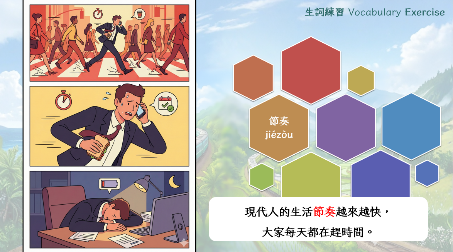 生詞練習 Vocabulary Exercise
節奏
jiézòu
現代人的生活節奏越來越快，
大家每天都在趕時間。